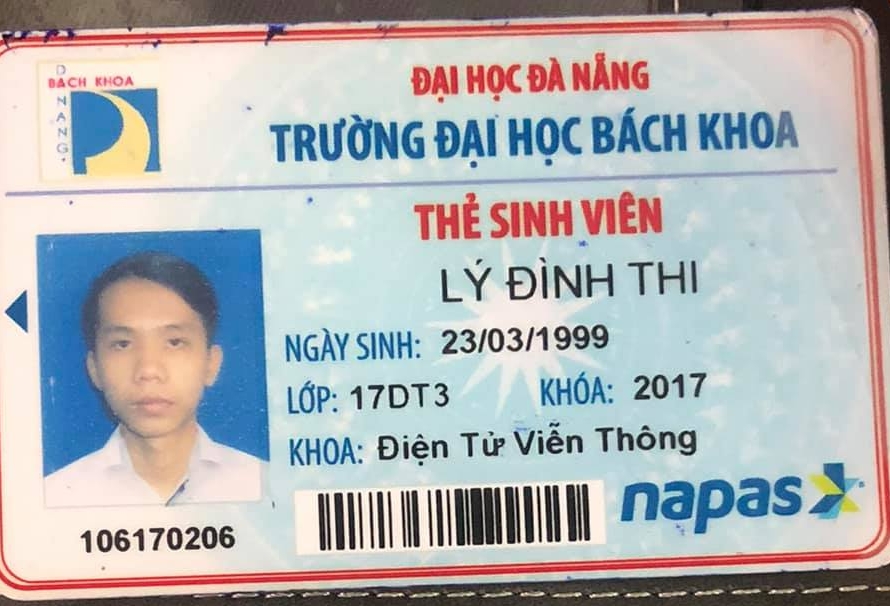 BÁCH KHOA
ĐÀ NẴNG
ĐẠI HỌC ĐÀ NẴNG
TRƯỜNG ĐẠI HỌC BÁCH KHOA
THẺ SINH VIÊN
LÝ ĐÌNH THI
NGÀY SINH: 23/03/1999
LỚP: 17DT3 KHÓA: 2017
KHOA: Điện Tử Viễn Thông
napas
106170206